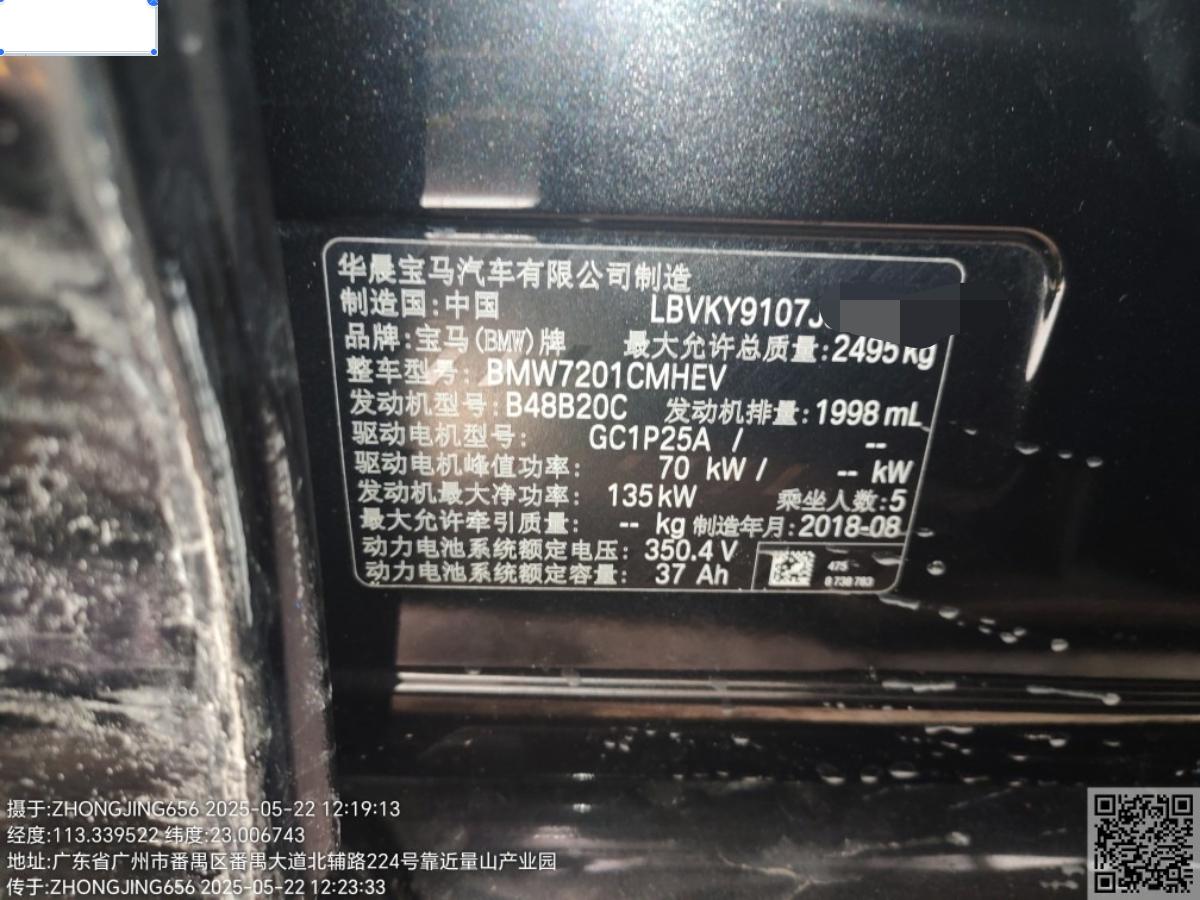 华晨宝马汽车有限公司制造
制造国:中国 LBVKY9107J
品牌:宝马(BMW)牌 最大允许总质量:2495kg
整车型号: BMW7201CMHEV
发动机型号:B48B20C 发动机排量:1998 mL
驱动电机型号: GC1P25A / --
驱动电机峰值功率: 70 kW / -- kW
发动机最大净功率: 135kW 乘坐人数:5
最大允许牵引质量: -- kg 制造年月:2018-08
动力电池系统额定电压: 350.4 V
动力电池系统额定容量: 37 Ah
475
8 738 783
摄于:ZHONGJING656 2025-05-22 12:19:13
经度:113.339522 纬度:23.006743
地址:广东省广州市番禺区番禺大道北辅路224号靠近量山产业园
传于:ZHONGJING656 2025-05-22 12:23:33